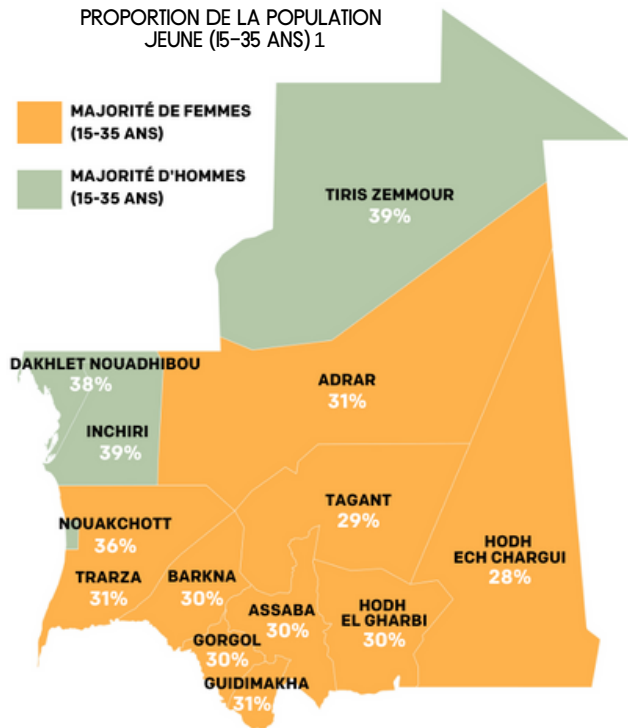 PROPORTION DE LA POPULATION
JEUNE (15-35 ANS) 1
MAJORITÉ DE FEMMES
(15-35 ANS)
MAJORITÉ D'HOMMES
(15-35 ANS)
TIRIS ZEMMOUR
39%
DAKHLET NOUADHIBOU
38%
ADRAR
31%
INCHIRI
39%
TAGANT
29%
NOUAKCHOTT
36%
HODH
ECH CHARGUI
28%
TRARZA
31%
BARKNA
30%
ASSABA
30%
HODH
EL GHARBI
30%
GORGOL
30%
GUIDIMAKHA
31%